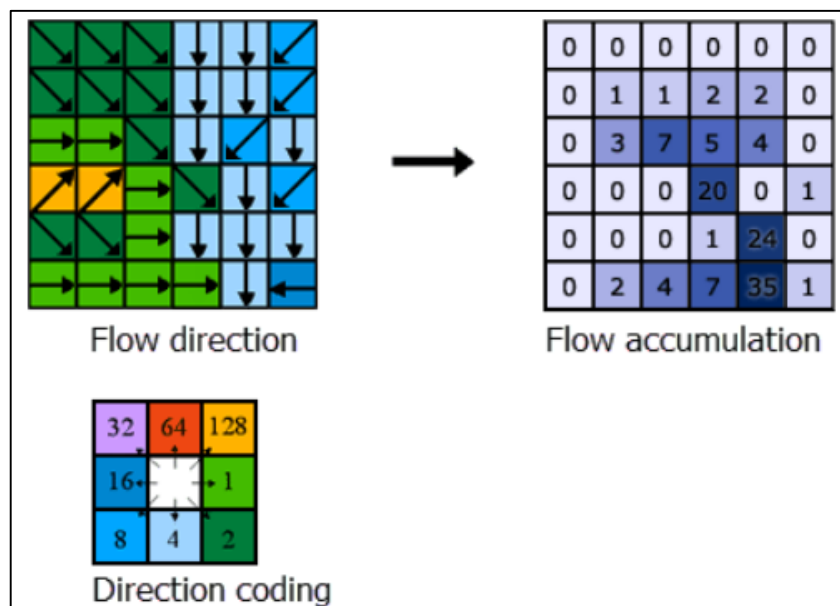 0 0 0 0 0 0
0 1 1 2 2 0
0 3 7 5 4 0
0 0 0 20 0 1
0 0 0 1 24 0
0 2 4 7 35 1
Flow direction
Flow accumulation
32 64 128
16 1
8 4 2
Direction coding